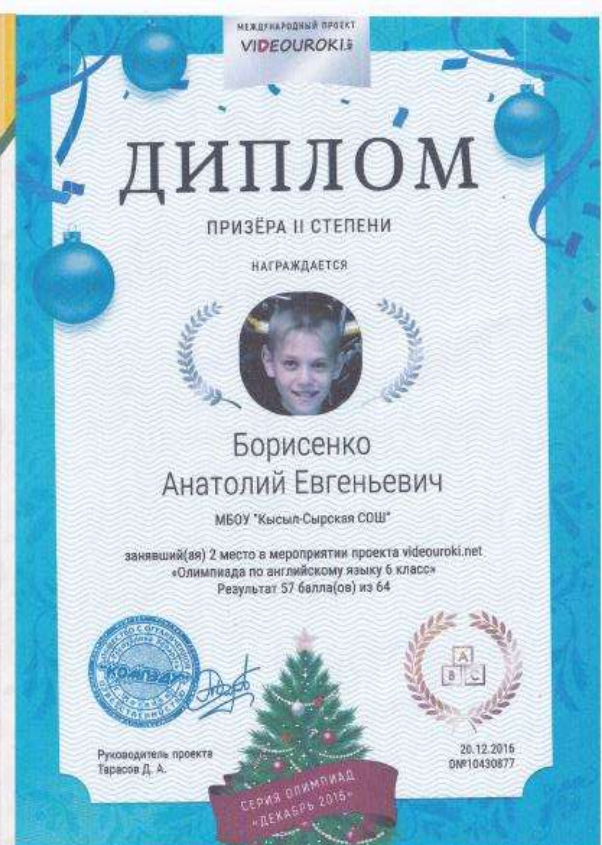 МЕЖДУНАРОДНЫЙ ПРОЕКТ
VIDEOUROKI
ДИПЛОМ
ПРИЗЁРА II СТЕПЕНИ
НАГРАЖДАЕТСЯ
Борисенко
Анатолий Евгеньевич
МБОУ "Кысыл-Сырская СОШ"
занявший(ая) 2 место в мероприятии проекта videouroki.net
«Олимпиада по английскому языку 6 класс»
Результат 57 балла(ов) из 64
"КОМПЭДУ"
A
B C
Руководитель проекта
Тарасов Д. А.
20.12.2016
D№10430877
СЕРИЯ ОЛИМПИАД
«ДЕКАБРЬ 2016»